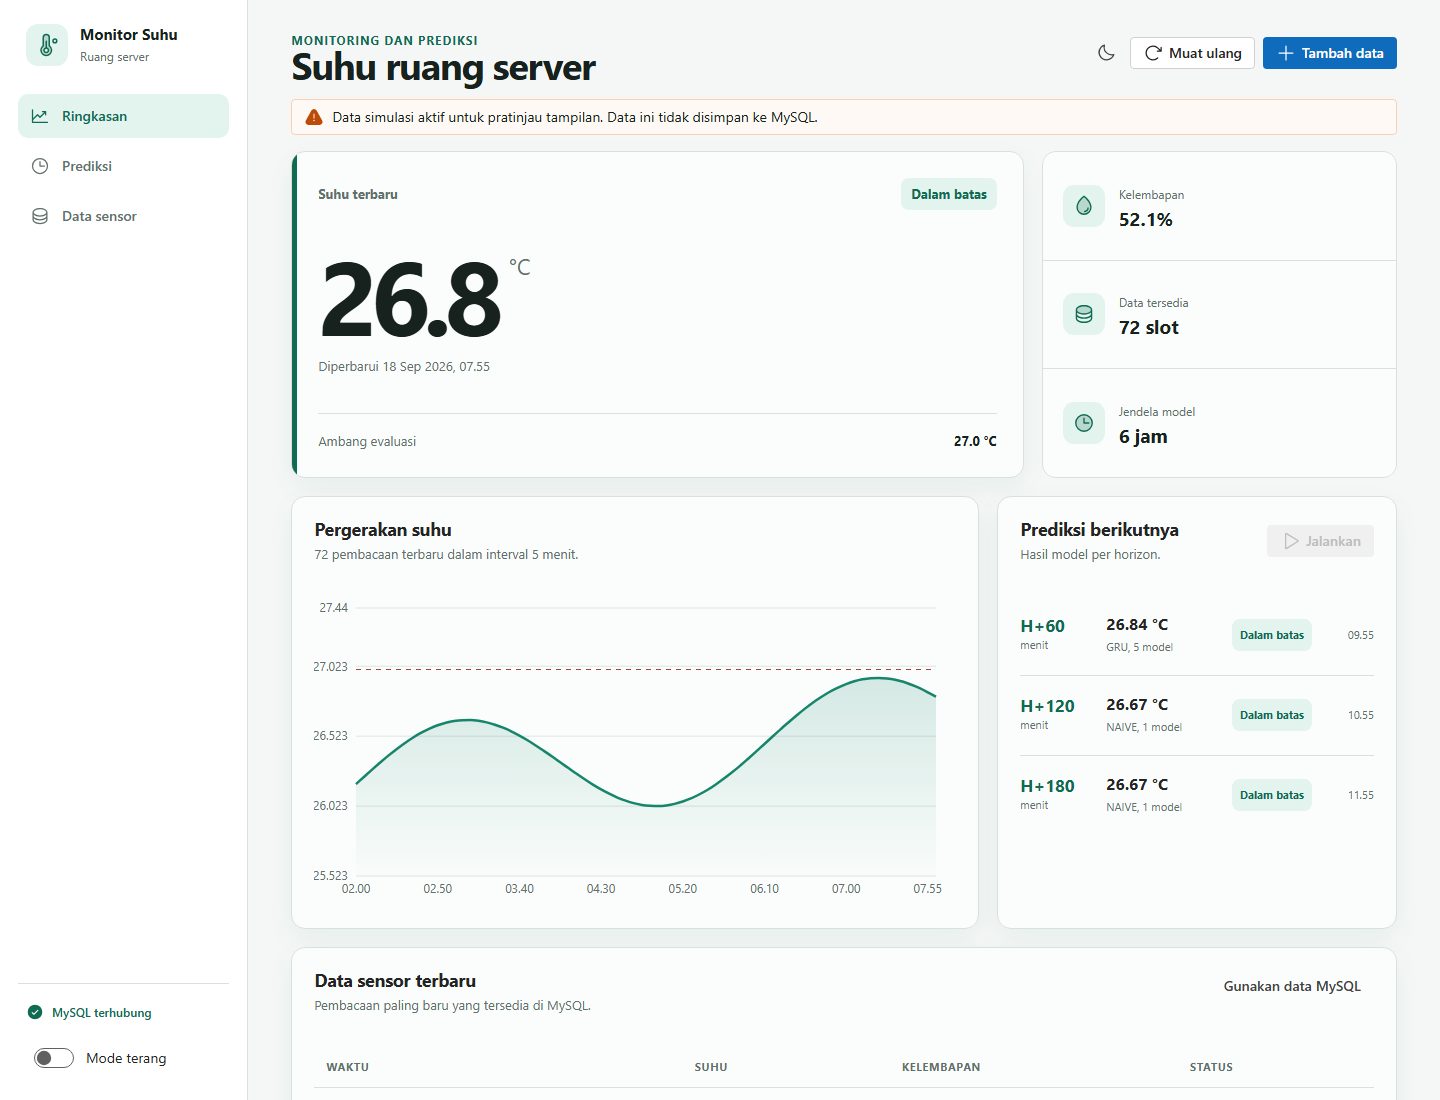 Monitor Suhu
Ruang server
Ringkasan
Prediksi
Data sensor
MySQL terhubung
Mode terang
MONITORING DAN PREDIKSI
Suhu ruang server
Muat ulang
Tambah data
Data simulasi aktif untuk pratinjau tampilan. Data ini tidak disimpan ke MySQL.
Suhu terbaru
Dalam batas
26.8 °C
Diperbarui 18 Sep 2026, 07.55
Ambang evaluasi
27.0 °C
Kelembapan
52.1%
Data tersedia
72 slot
Jendela model
6 jam
Pergerakan suhu
72 pembacaan terbaru dalam interval 5 menit.
27.44
27.023
26.523
26.023
25.523
02.00 02.50 03.40 04.30 05.20 06.10 07.00 07.55
Prediksi berikutnya
Hasil model per horizon.
Jalankan
H+60
menit
26.84 °C
GRU, 5 model
Dalam batas
09.55
H+120
menit
26.67 °C
NAIVE, 1 model
Dalam batas
10.55
H+180
menit
26.67 °C
NAIVE, 1 model
Dalam batas
11.55
Data sensor terbaru
Pembacaan paling baru yang tersedia di MySQL.
Gunakan data MySQL
WAKTU SUHU KELEMBAPAN STATUS